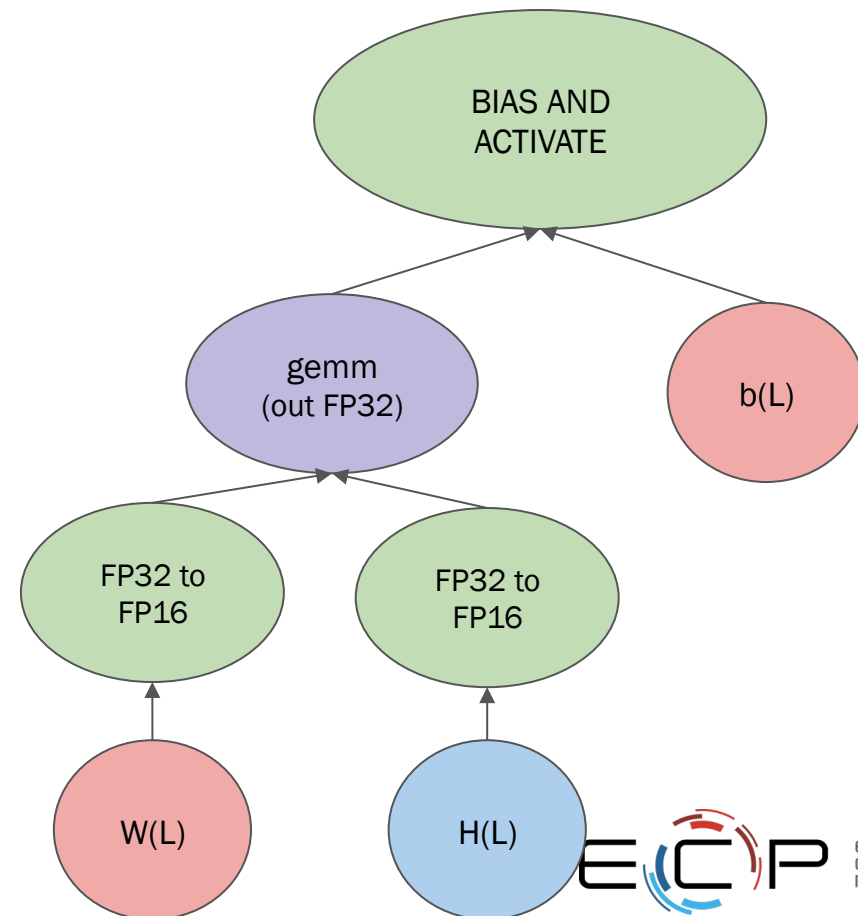 BIAS AND
ACTIVATE
gemm
(out FP32)
b(L)
FP32 to
FP16
FP32 to
FP16
W(L)
H(L)
ECP